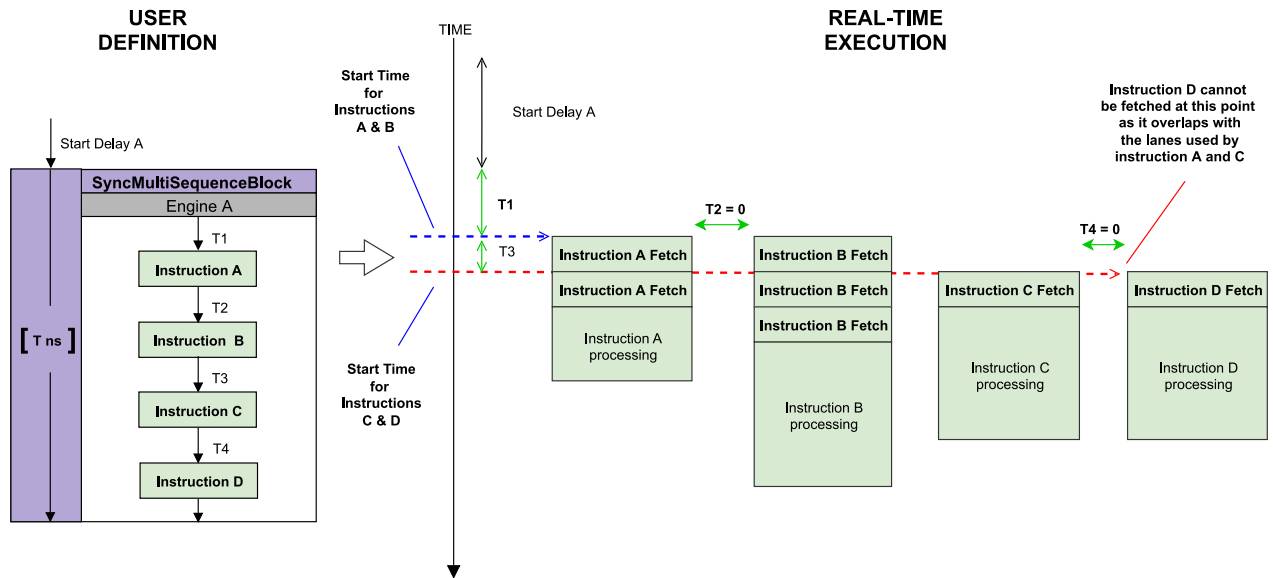 USER
DEFINITION
Start Delay A
SyncMultiSequenceBlock
Engine A
T1
Instruction A
T2
Instruction B
T3
Instruction C
T4
Instruction D
[ T ns ]
REAL-TIME
EXECUTION
TIME
Start Time
for
Instructions
A & B
Start Delay A
T1
T3
Start Time
for
Instructions
C & D
T2 = 0
T4 = 0
Instruction D cannot
be fetched at this point
as it overlaps with
the lanes used by
instruction A and C
Instruction A Fetch
Instruction A Fetch
Instruction A
processing
Instruction B Fetch
Instruction B Fetch
Instruction B Fetch
Instruction B
processing
Instruction C Fetch
Instruction C
processing
Instruction D Fetch
Instruction D
processing